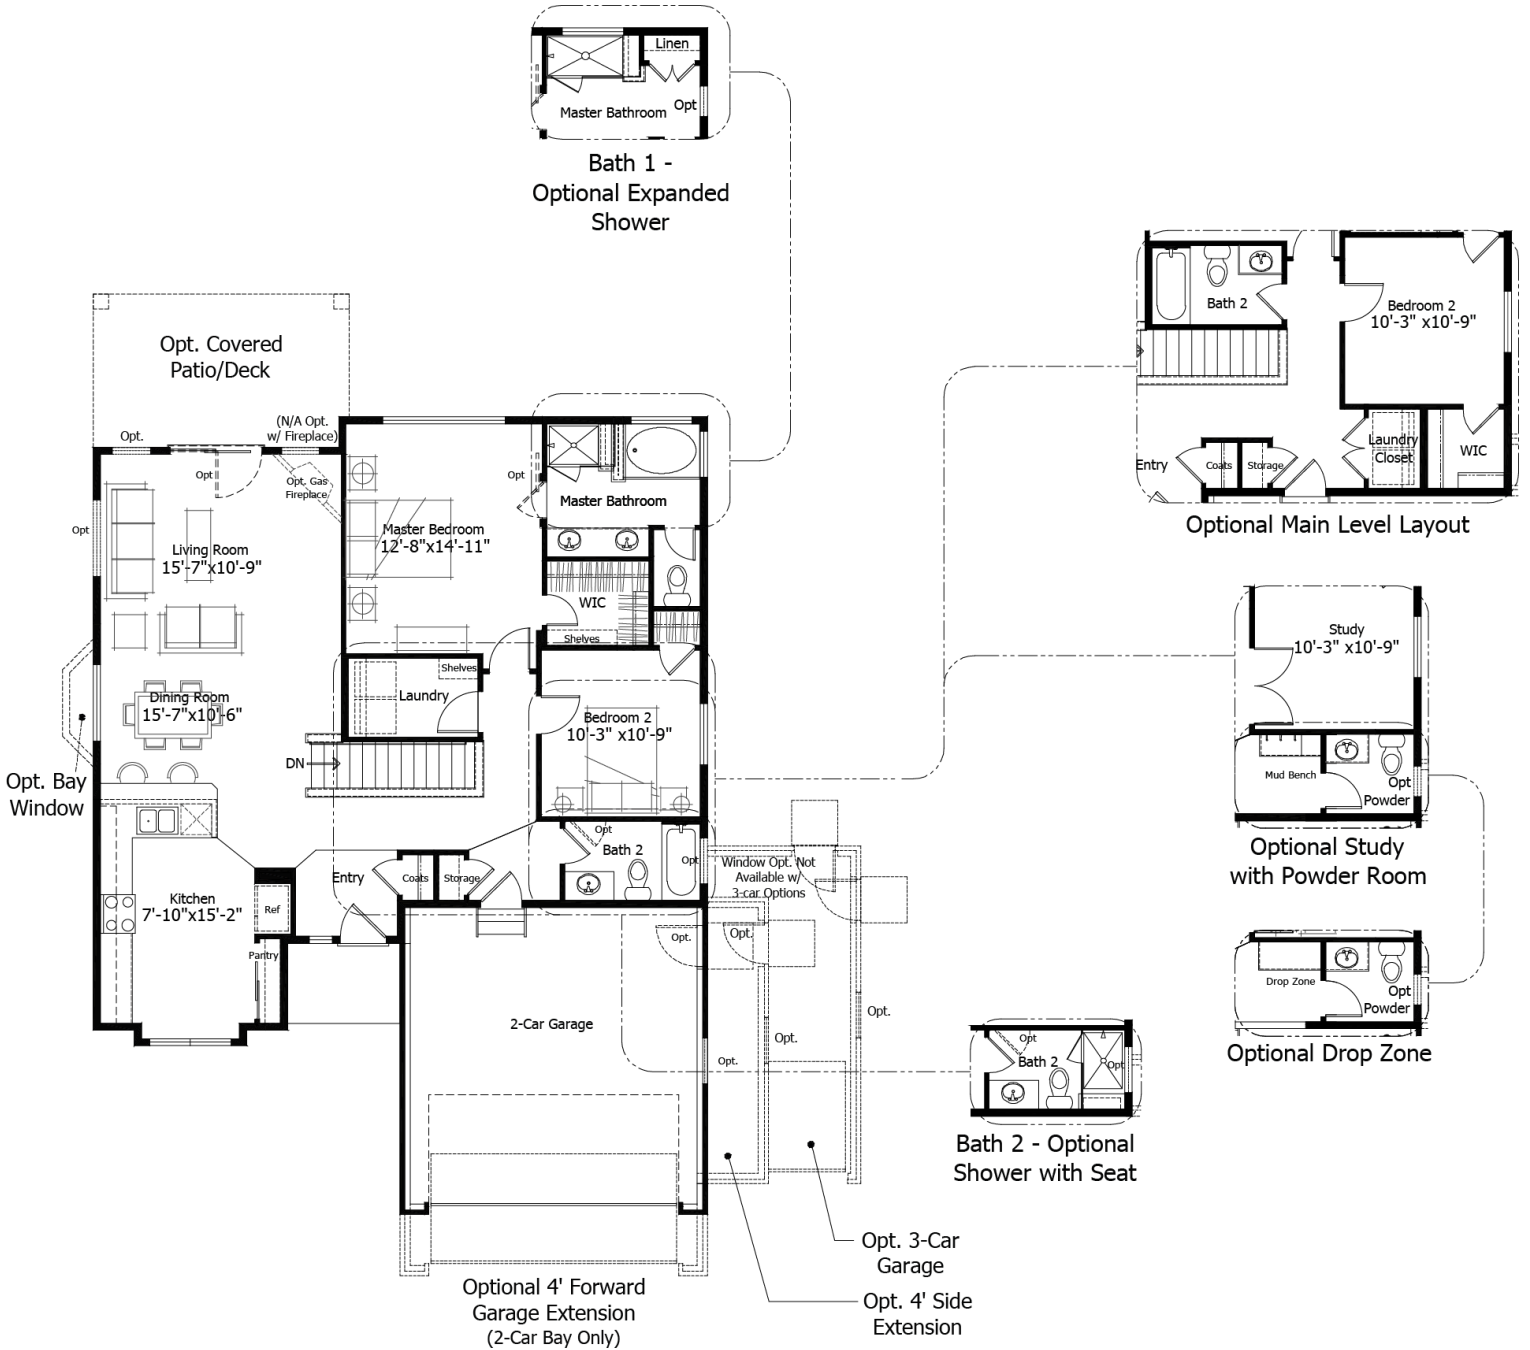 Linen
Master Bathroom
Opt
Bath 1 -
Optional Expanded
Shower
Opt. Covered
Patio/Deck
Opt.
(N/A Opt.
w/ Fireplace)
Opt
Opt. Gas
Fireplace
Opt
Living Room
15'-7"x10'-9"
Master Bedroom
12'-8"x14'-11"
Opt
Master Bathroom
WIC
Shelves
Shelves
Laundry
Dining Room
15'-7"x10'-6"
Bedroom 2
10'-3" x10'-9"
DN
Opt. Bay
Window
Opt
Bath 2
Opt
Entry
Coats
Storage
Kitchen
7'-10"x15'-2"
Ref
Pantry
Window Opt. Not
Available w/
3-car Options
Opt.
Opt.
2-Car Garage
Opt.
Opt.
Opt.
Optional 4' Forward
Garage Extension
(2-Car Bay Only)
Opt. 3-Car
Garage
Opt. 4' Side
Extension
Bath 2
Bedroom 2
10'-3" x10'-9"
Laundry
Closet
WIC
Entry
Coats
Storage
Optional Main Level Layout
Study
10'-3" x10'-9"
Mud Bench
Opt
Powder
Optional Study
with Powder Room
Drop Zone
Opt
Powder
Optional Drop Zone
Opt
Bath 2
Opt
Bath 2 - Optional
Shower with Seat